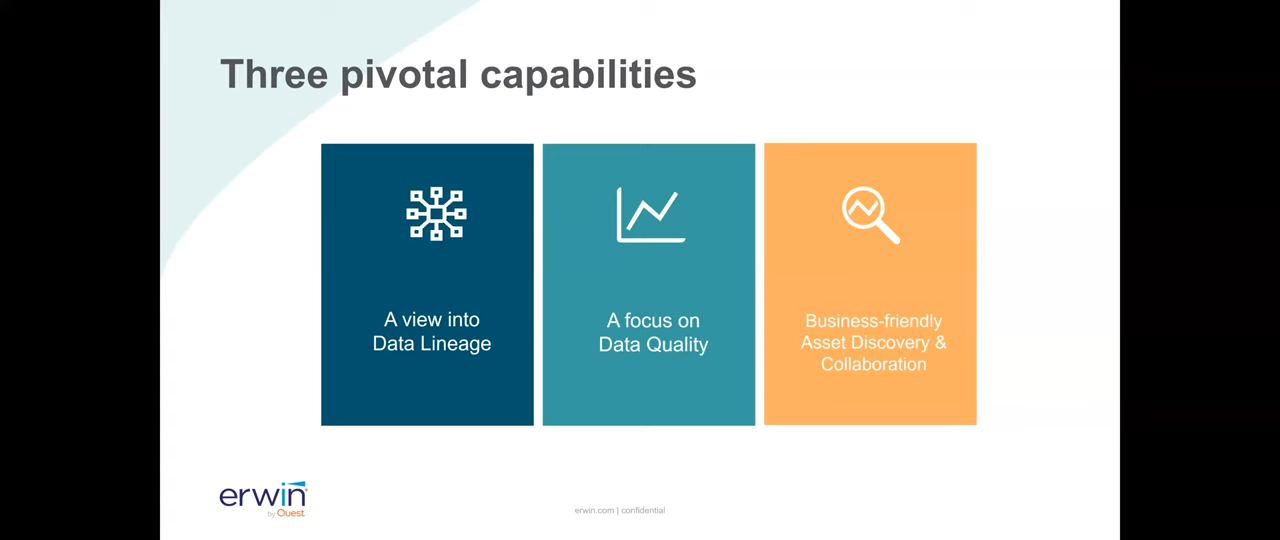 Three pivotal capabilities
A view into
Data Lineage
A focus on
Data Quality
Business-friendly
Asset Discovery &
Collaboration
erwin
by Quest
erwin.com | confidential